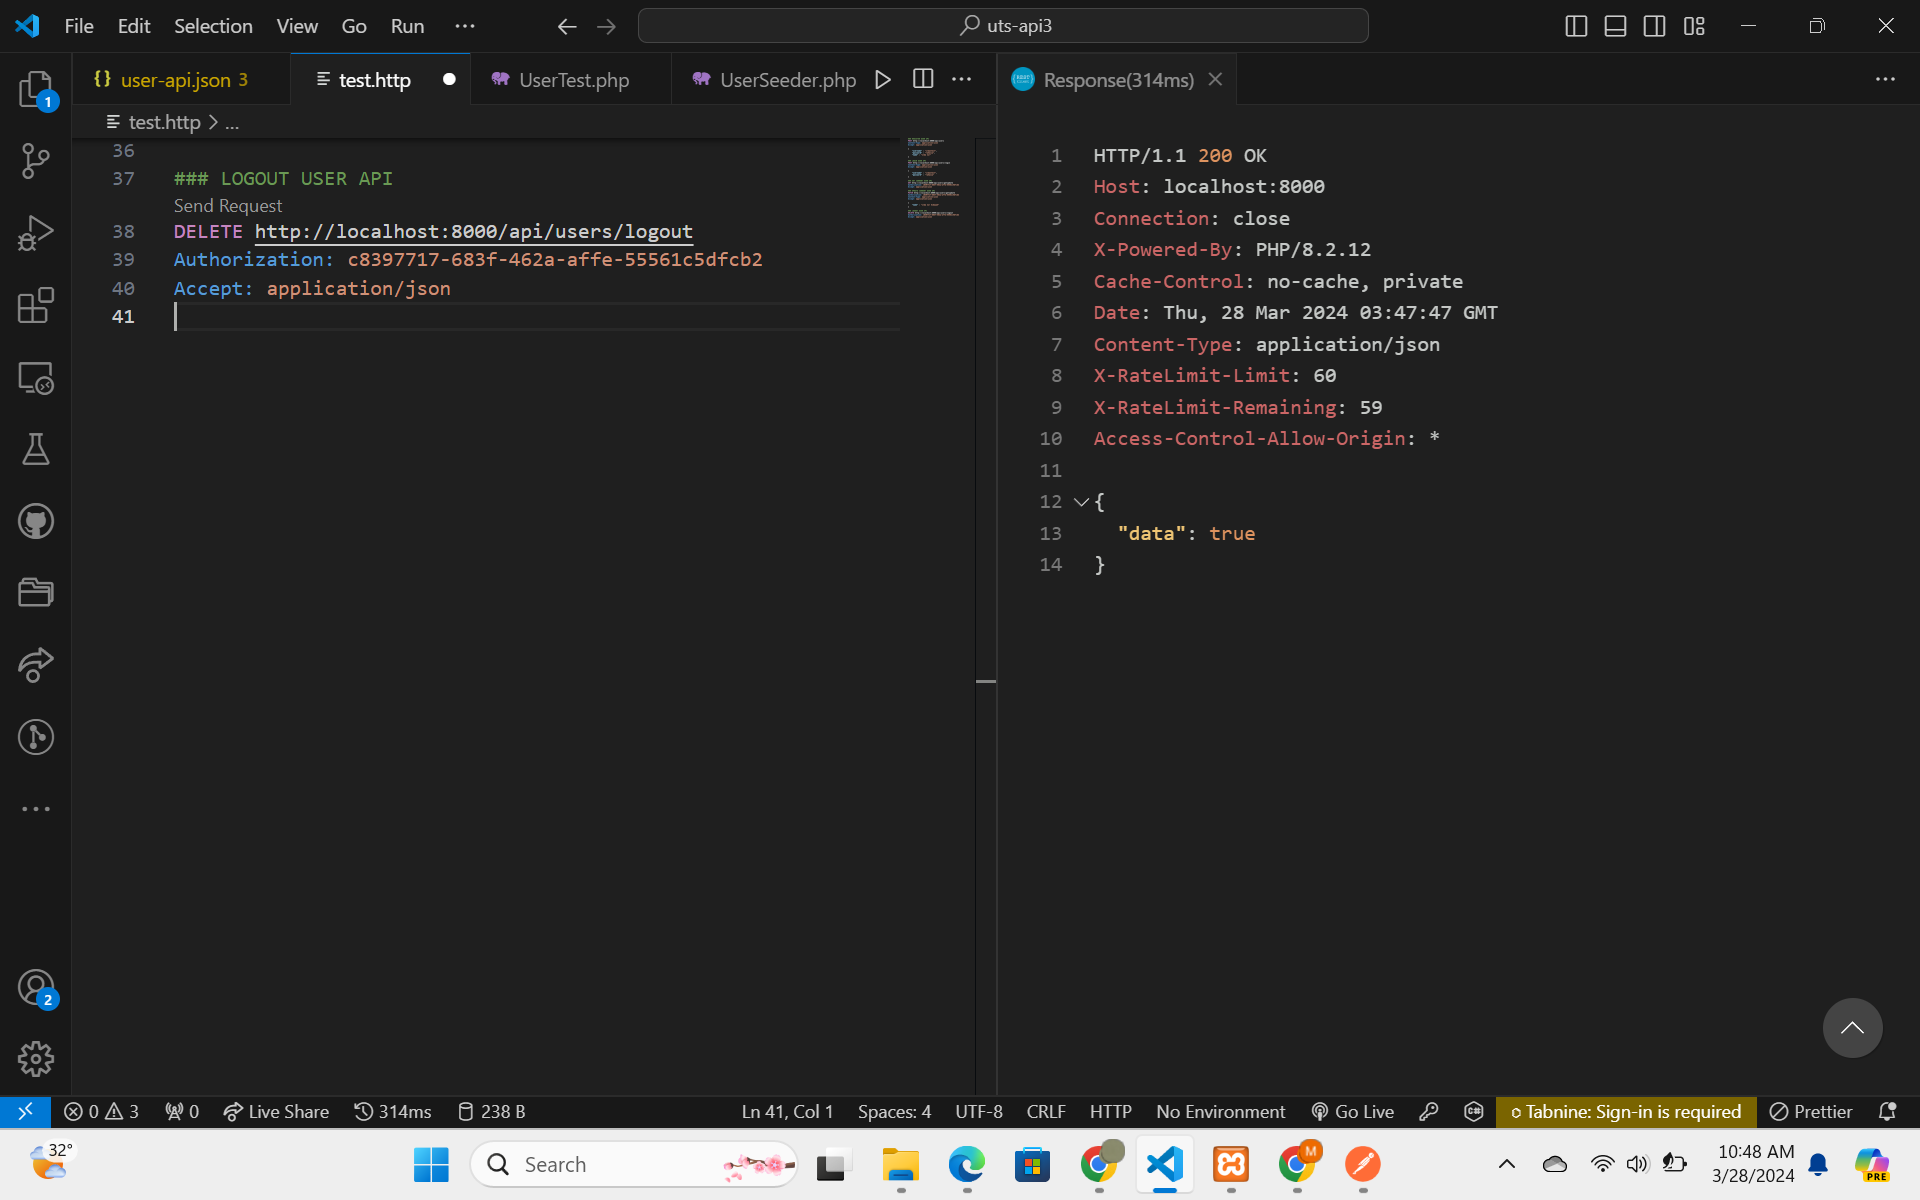 File Edit Selection View Go Run ···
uts-api3
{} user-api.json 3
test.http
UserTest.php
UserSeeder.php
Response(314ms)
test.http > ...
36
37 ### LOGOUT USER API
Send Request
38 DELETE http://localhost:8000/api/users/logout
39 Authorization: c8397717-683f-462a-affe-55561c5dfcb2
40 Accept: application/json
41
1 HTTP/1.1 200 OK
2 Host: localhost:8000
3 Connection: close
4 X-Powered-By: PHP/8.2.12
5 Cache-Control: no-cache, private
6 Date: Thu, 28 Mar 2024 03:47:47 GMT
7 Content-Type: application/json
8 X-RateLimit-Limit: 60
9 X-RateLimit-Remaining: 59
10 Access-Control-Allow-Origin: *
11
12 {
13 "data": true
14 }
1
2
0 3 0 Live Share 314ms 238 B Ln 41, Col 1 Spaces: 4 UTF-8 CRLF HTTP No Environment Go Live Tabnine: Sign-in is required Prettier
32°
Search
M
PRE
10:48 AM
3/28/2024